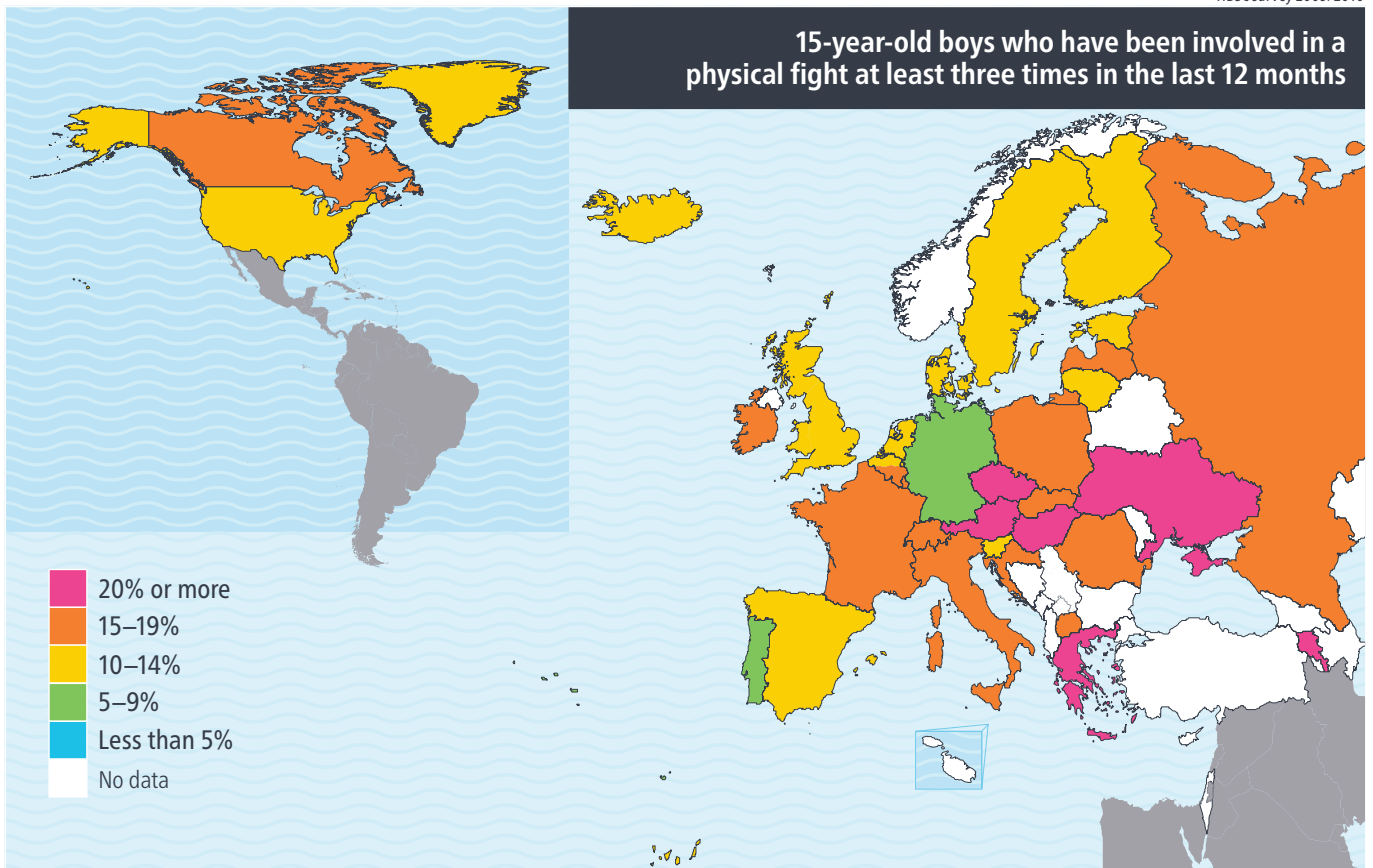 15-year-old boys who have been involved in a
physical fight at least three times in the last 12 months
20% or more
15–19%
10–14%
5–9%
Less than 5%
No data